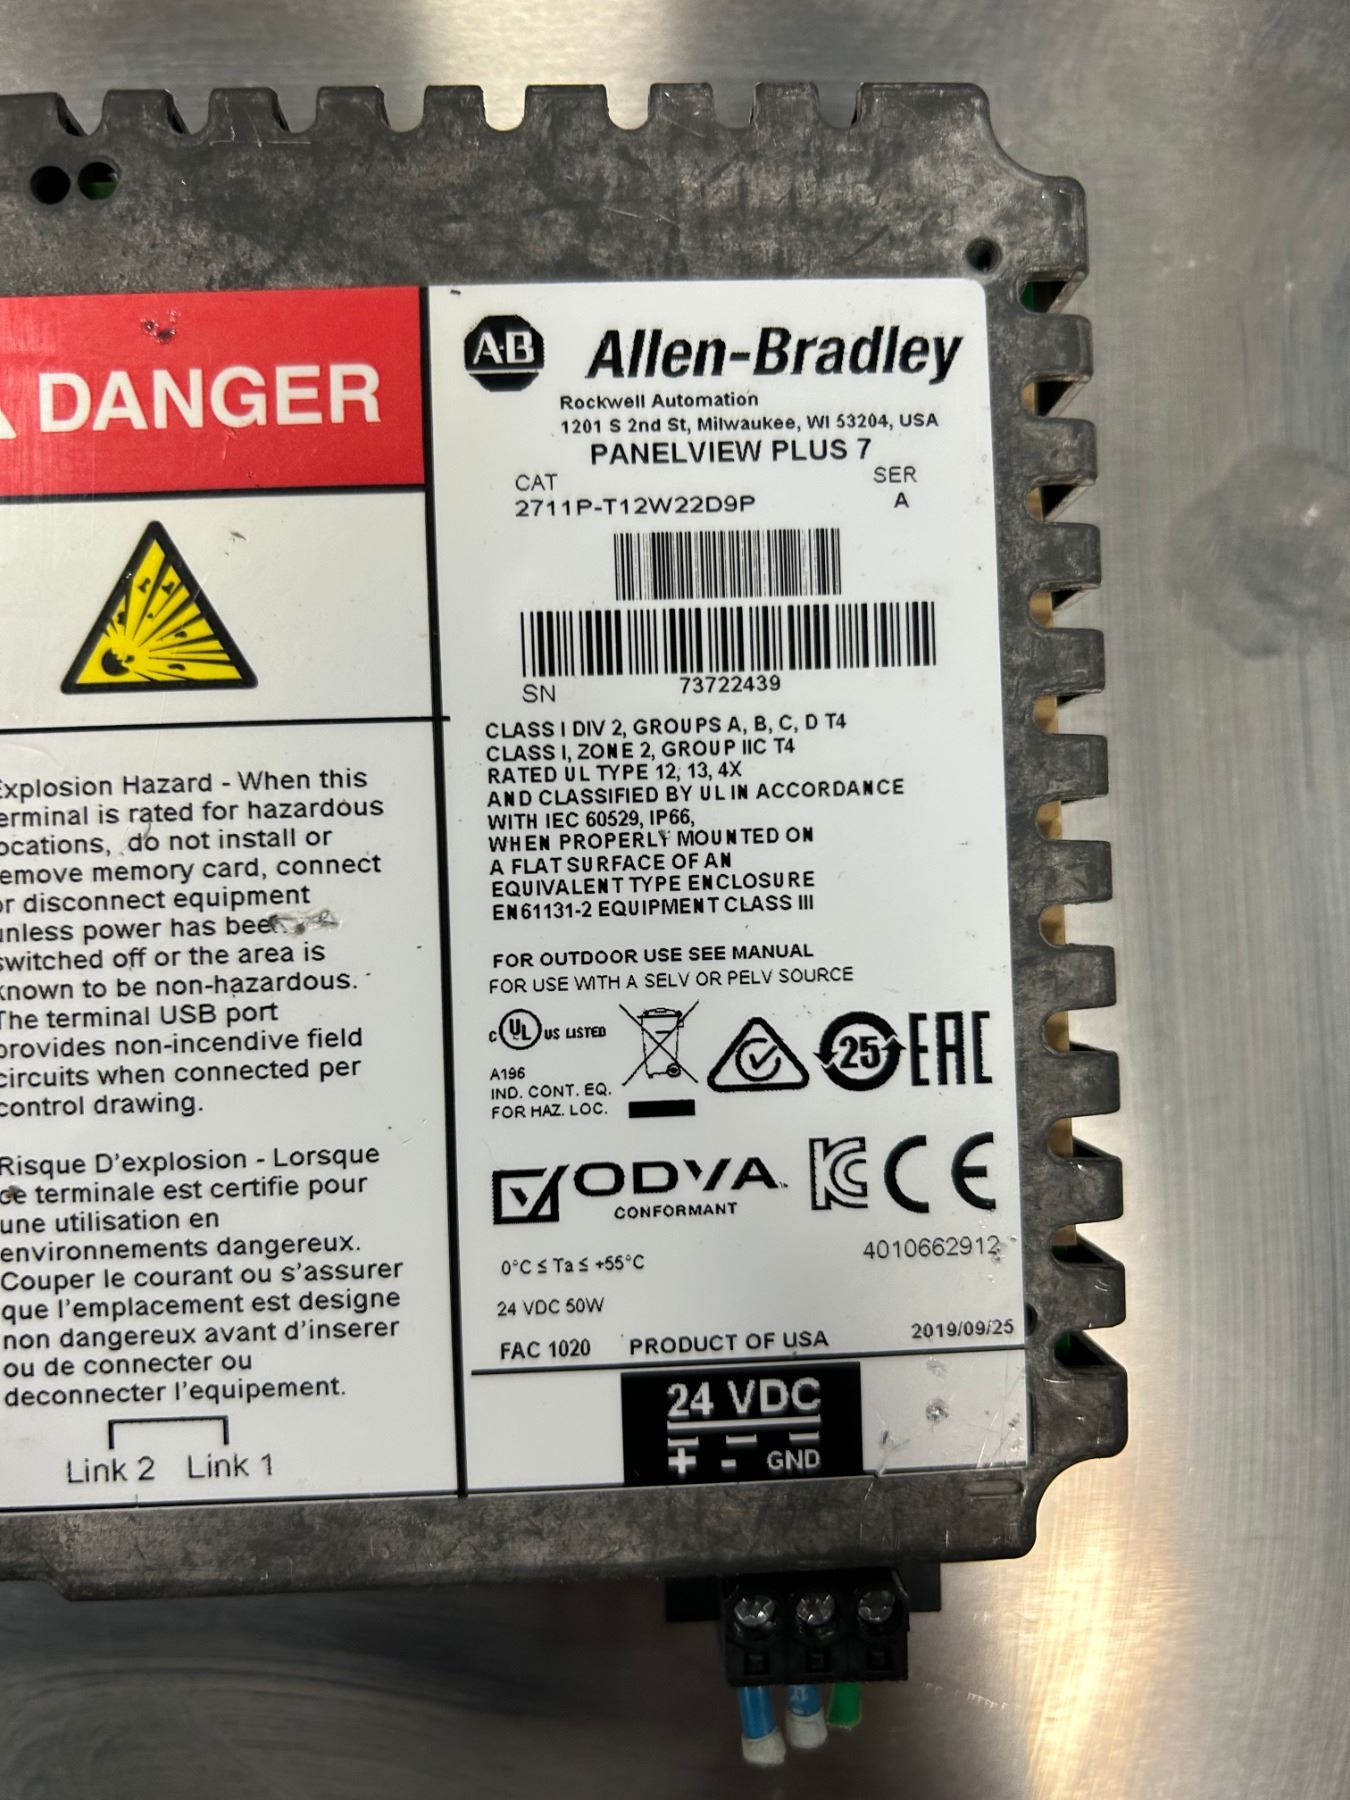 DANGER
Explosion Hazard - When this
terminal is rated for hazardous
locations, do not install or
remove memory card, connect
or disconnect equipment
unless power has been
switched off or the area is
known to be non-hazardous.
The terminal USB port
provides non-incendive field
circuits when connected per
control drawing.
Risque D'explosion - Lorsque
ce terminale est certifie pour
une utilisation en
environnements dangereux.
Couper le courant ou s'assurer
que l'emplacement est designe
non dangereux avant d'inserer
ou de connecter ou
deconnecter l'equipement.
Link 2 Link 1
A-B Allen-Bradley
Rockwell Automation
1201 S 2nd St, Milwaukee, WI 53204, USA
PANELVIEW PLUS 7
CAT SER
2711P-T12W22D9P A
SN 73722439
CLASS I DIV 2, GROUPS A, B, C, D T4
CLASS I, ZONE 2, GROUP IIC T4
RATED UL TYPE 12, 13, 4X
AND CLASSIFIED BY UL IN ACCORDANCE
WITH IEC 60529, IP66,
WHEN PROPERLY MOUNTED ON
A FLAT SURFACE OF AN
EQUIVALENT TYPE ENCLOSURE
EN61131-2 EQUIPMENT CLASS III
FOR OUTDOOR USE SEE MANUAL
FOR USE WITH A SELV OR PELV SOURCE
c UL US LISTED 25 EAC
A196
IND. CONT. EQ.
FOR HAZ. LOC.
ODVA KC CE
CONFORMANT
4010662912
0°C ≤ Ta ≤ +55°C
24 VDC 50W
FAC 1020 PRODUCT OF USA 2019/09/25
24 VDC
+ - GND